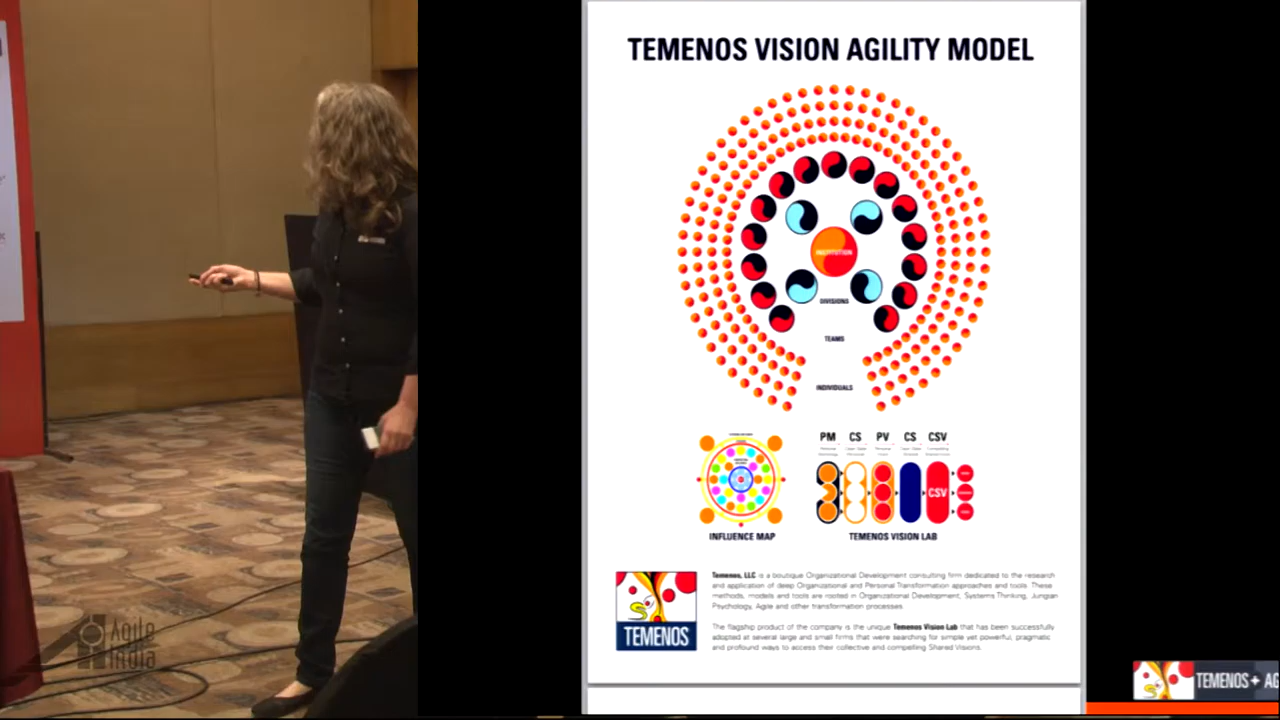 TEMENOS VISION AGILITY MODEL
INSTITUTION
DIVISIONS
TEAMS
INDIVIDUALS
PM CS PV CS CSV
CSV
INFLUENCE MAP
TEMENOS VISION LAB
Temenos, LLC is a boutique Organizational Development consulting firm dedicated to the research
and application of deep Organizational and Personal Transformation approaches and tools. These
methods, models and tools are rooted in Organizational Development, Systems Thinking, Jungian
Psychology, Agile and other transformation processes.
The flagship product of the company is the unique Temenos Vision Lab that has been successfully
adopted at several large and small firms that were searching for simple yet powerful, pragmatic
and profound ways to access their collective and compelling Shared Visions.
TEMENOS
TEMENOS+ AG
India